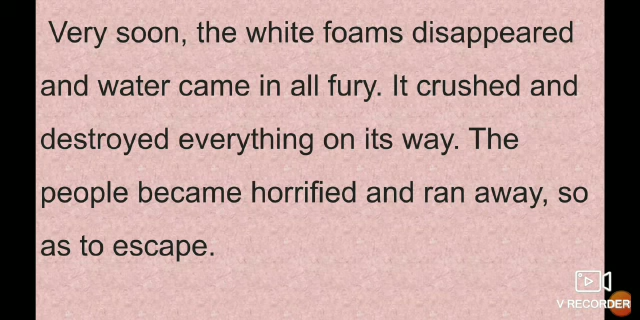 Very soon, the white foams disappeared
and water came in all fury. It crushed and
destroyed everything on its way. The
people became horrified and ran away, so
as to escape.
V RECORDER